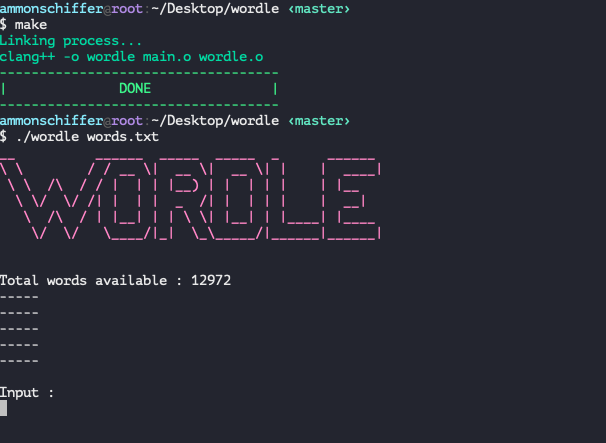 ammonschiffer@root:~/Desktop/wordle ‹master›
$ make
Linking process...
clang++ -o wordle main.o wordle.o
-----------------------------------
|              DONE               |
-----------------------------------
ammonschiffer@root:~/Desktop/wordle ‹master›
$ ./wordle words.txt
WORDLE
Total words available : 12972
-----
-----
-----
-----
-----
Input :